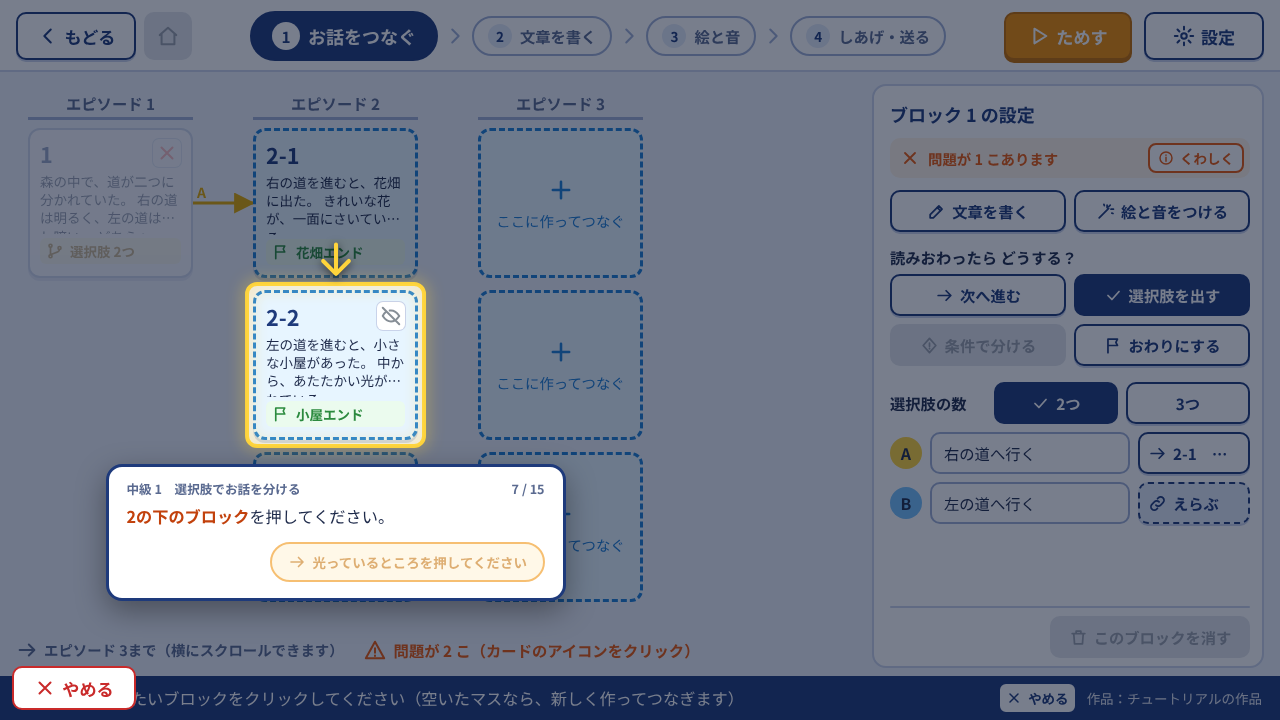 もどる
1 お話をつなぐ
2 文章を書く
3 絵と音
4 しあげ・送る
ためす
設定
エピソード 1
エピソード 2
エピソード 3
1
森の中で、道が二つに
分かれていた。 右の道
は明るく、左の道は…
選択肢 2つ
A
2-1
右の道を進むと、花畑
に出た。 きれいな花
が、一面にさいてい…
花畑エンド
ここに作ってつなぐ
2-2
左の道を進むと、小さ
な小屋があった。 中か
ら、あたたかい光が…
小屋エンド
ここに作ってつなぐ
てつなぐ
中級 1 選択肢でお話を分ける
7 / 15
2の下のブロックを押してください。
光っているところを押してください
エピソード 3まで（横にスクロールできます）
問題が 2 こ（カードのアイコンをクリック）
ブロック 1 の設定
問題が 1 こあります
くわしく
文章を書く
絵と音をつける
読みおわったら どうする？
次へ進む
選択肢を出す
条件で分ける
おわりにする
選択肢の数
2つ
3つ
A 右の道へ行く
2-1 …
B 左の道へ行く
えらぶ
このブロックを消す
やめる
たいブロックをクリックしてください（空いたマスなら、新しく作ってつなぎます）
やめる
作品：チュートリアルの作品